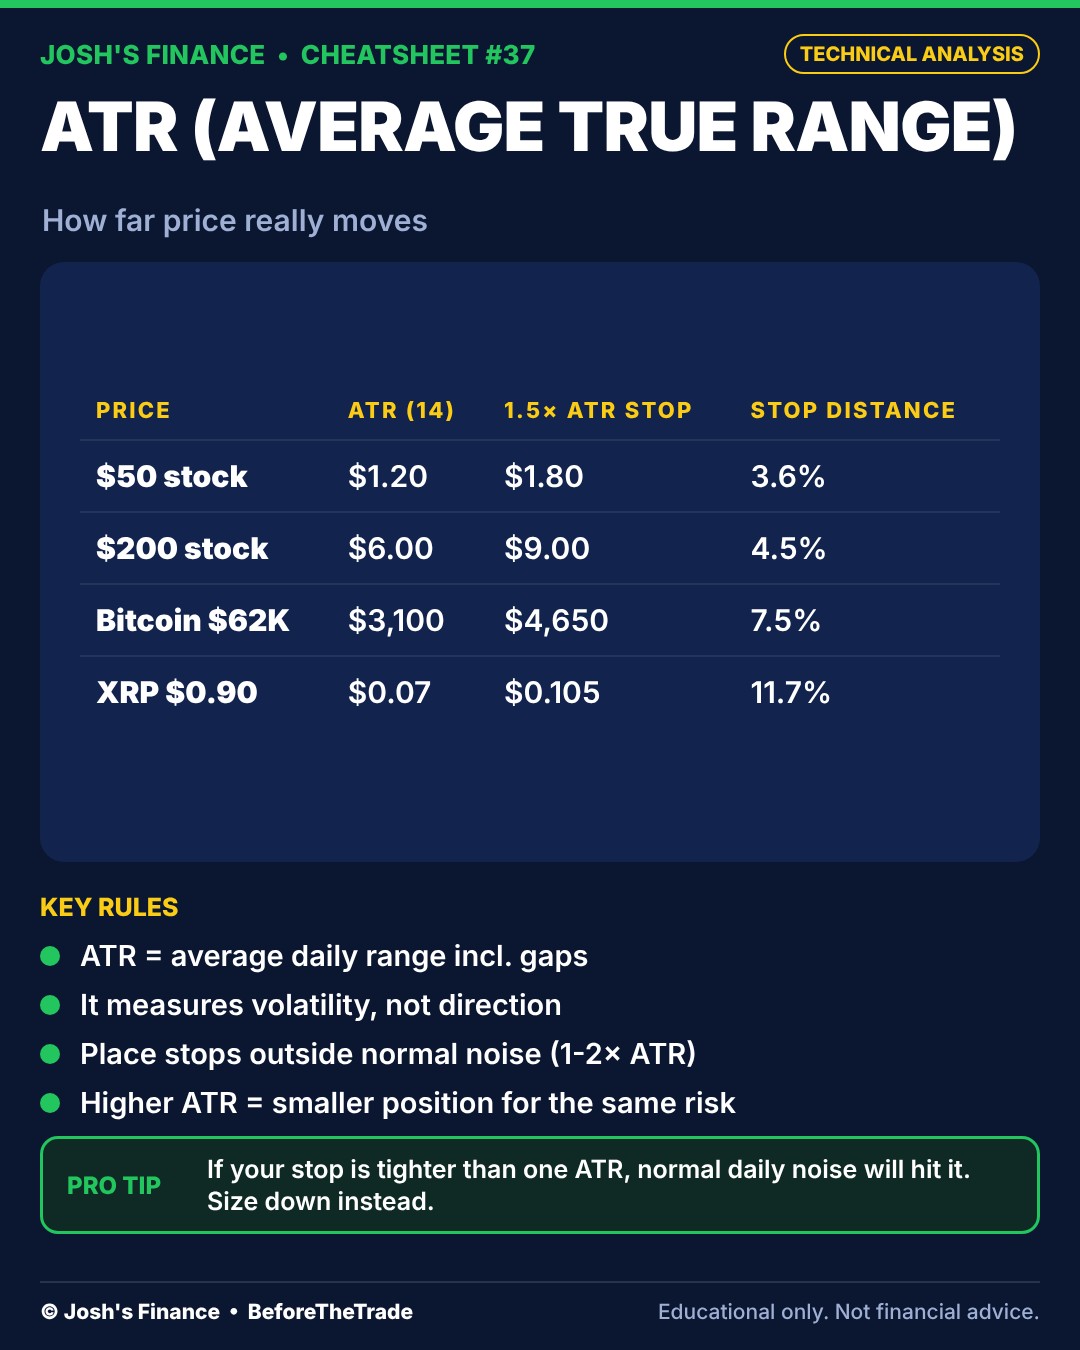 JOSH'S FINANCE • CHEATSHEET #37
TECHNICAL ANALYSIS
ATR (AVERAGE TRUE RANGE)
How far price really moves
PRICE ATR (14) 1.5× ATR STOP STOP DISTANCE
$50 stock $1.20 $1.80 3.6%
$200 stock $6.00 $9.00 4.5%
Bitcoin $62K $3,100 $4,650 7.5%
XRP $0.90 $0.07 $0.105 11.7%
KEY RULES
ATR = average daily range incl. gaps
It measures volatility, not direction
Place stops outside normal noise (1-2× ATR)
Higher ATR = smaller position for the same risk
PRO TIP
If your stop is tighter than one ATR, normal daily noise will hit it.
Size down instead.
© Josh's Finance • BeforeTheTrade
Educational only. Not financial advice.